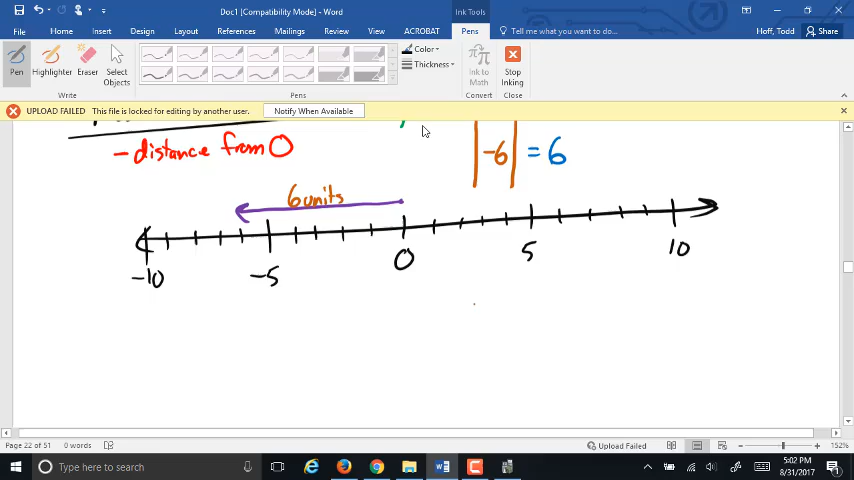 Doc1 [Compatibility Mode] - Word
Ink Tools
Hoff, Todd
File Home Insert Design Layout References Mailings Review View ACROBAT Pens Tell me what you want to do... Share
Pen Highlighter Eraser Select Objects
Color
Thickness
Ink to Math
Stop Inking
Write Pens Convert Close
UPLOAD FAILED This file is locked for editing by another user. Notify When Available
- distance from 0
|-6| = 6
6 units
-10 -5 0 5 10
Page 22 of 51 0 words
Upload Failed
152%
Type here to search
5:02 PM
8/31/2017